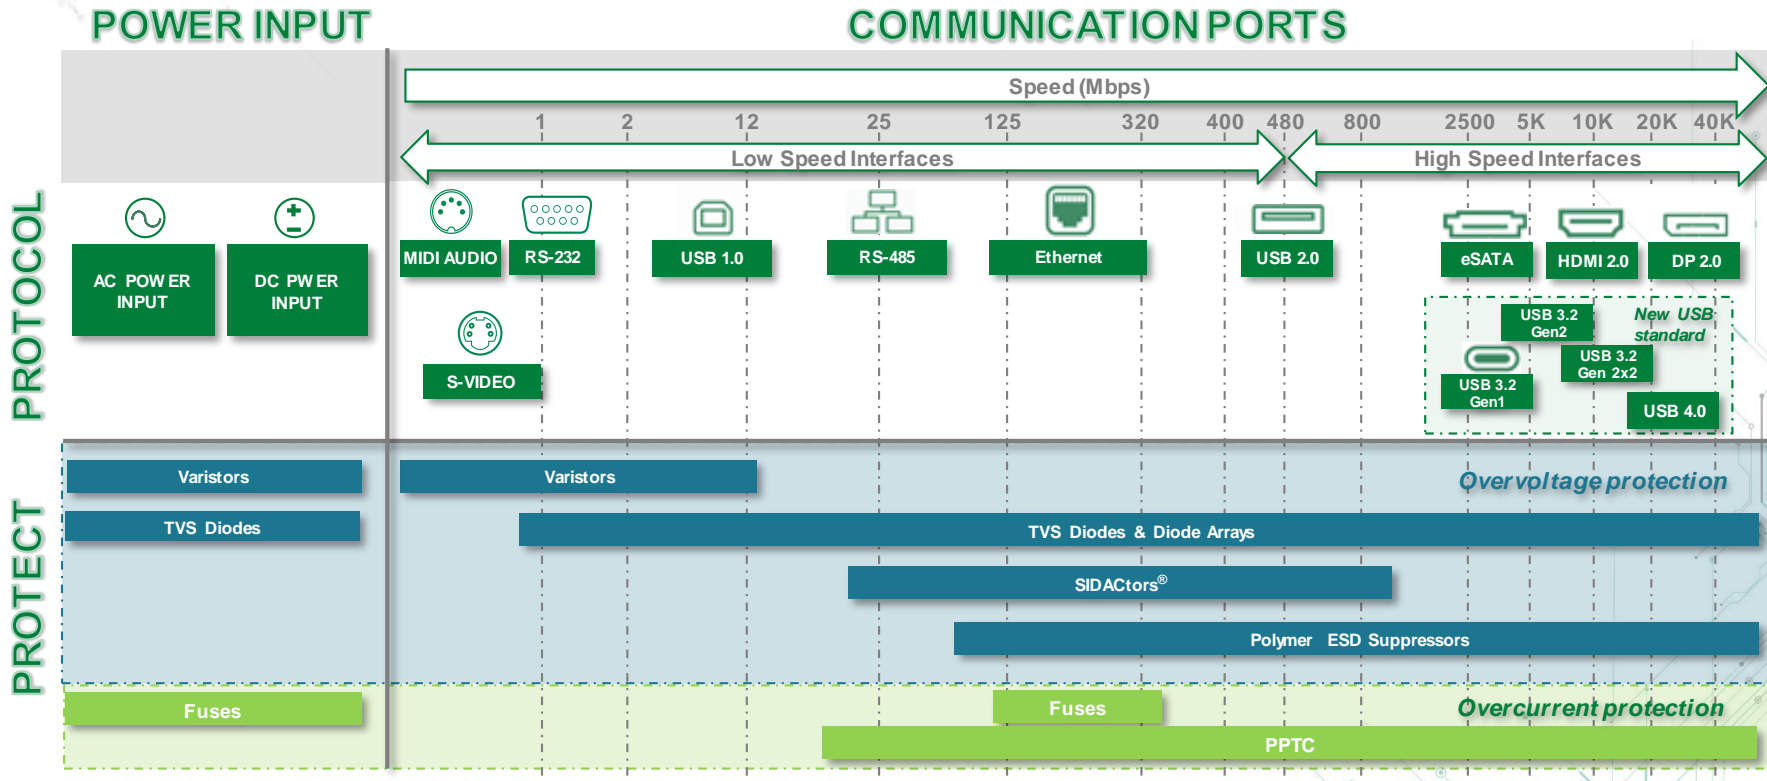 POWER INPUT
COMMUNICATION PORTS
Speed (Mbps)
1 2 12 25 125 320 400 480 800 2500 5K 10K 20K 40K
Low Speed Interfaces
High Speed Interfaces
PROTOCOL
AC POWER
INPUT
DC PWER
INPUT
MIDI AUDIO
RS-232
USB 1.0
RS-485
Ethernet
USB 2.0
eSATA
HDMI 2.0
DP 2.0
S-VIDEO
USB 3.2
Gen2
New USB
standard
USB 3.2
Gen 2x2
USB 3.2
Gen1
USB 4.0
PROTECT
Varistors
Varistors
Overvoltage protection
TVS Diodes
TVS Diodes & Diode Arrays
SIDACtors®
Polymer ESD Suppressors
Fuses
Fuses
Overcurrent protection
PPTC